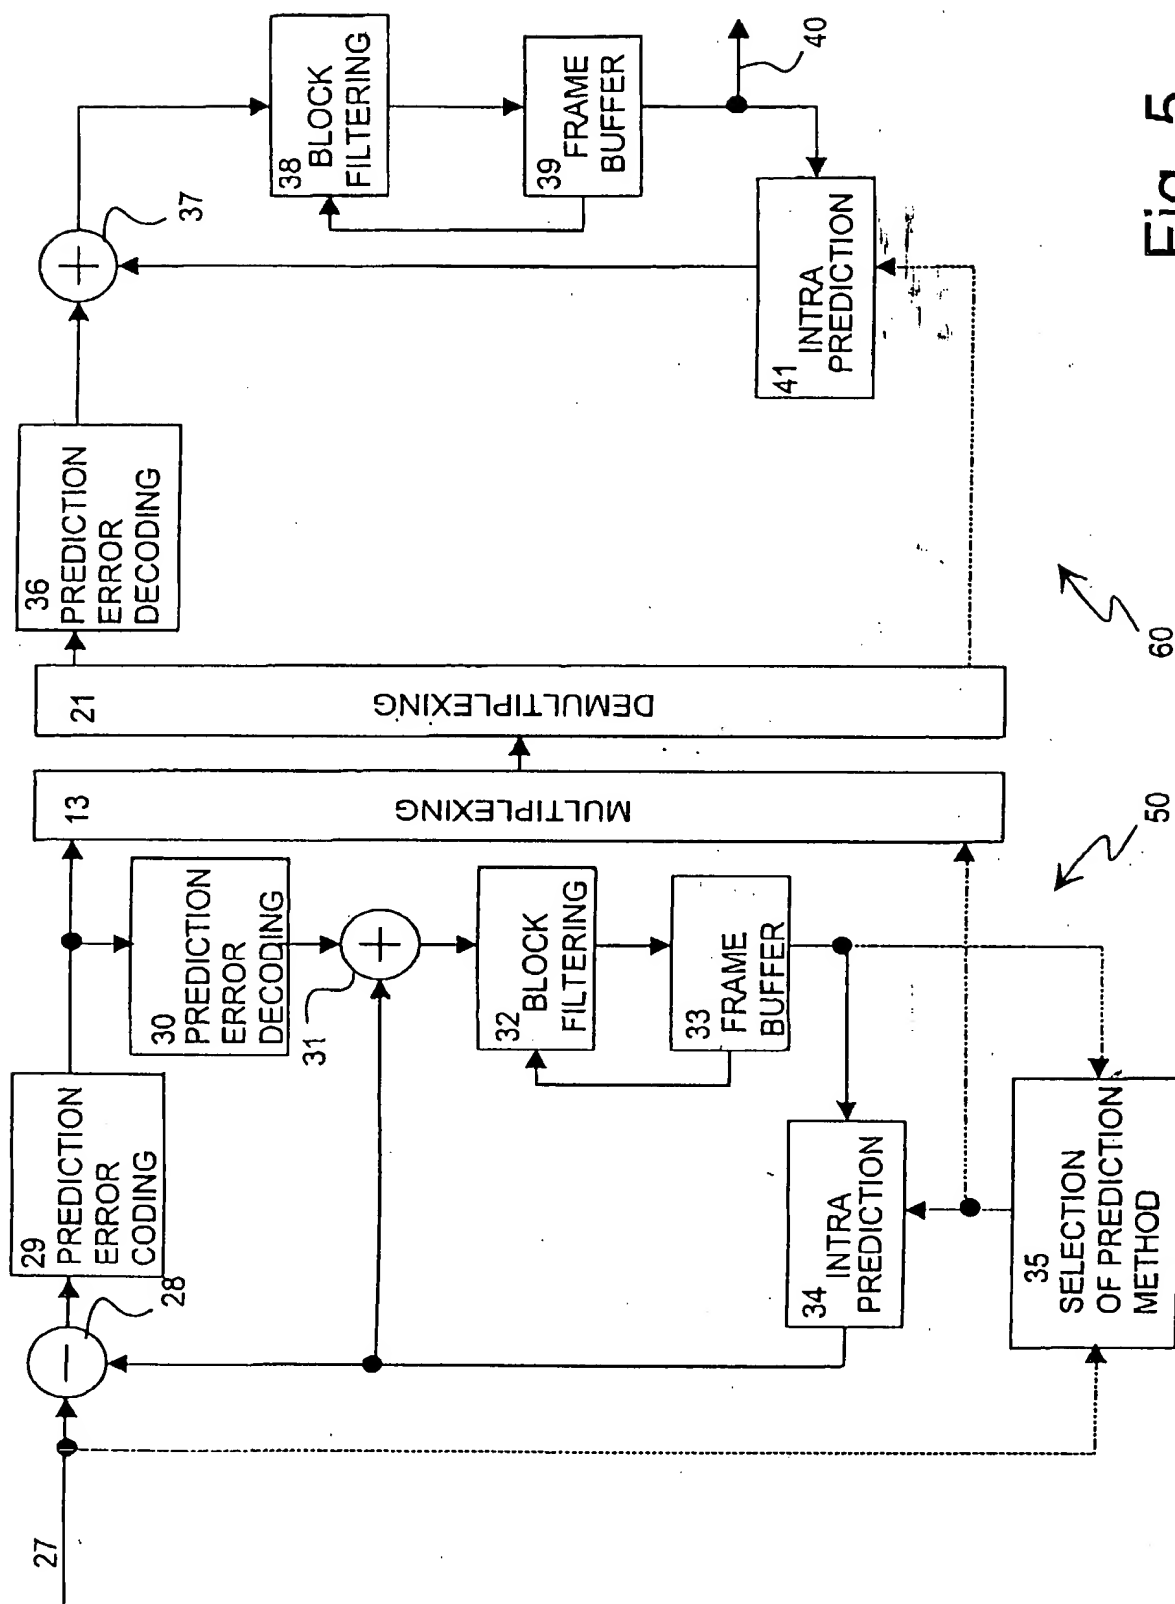 27
28
29
PREDICTION
ERROR
CODING
30
PREDICTION
ERROR
DECODING
31
32
BLOCK
FILTERING
33
FRAME
BUFFER
34
INTRA
PREDICTION
35
SELECTION
OF PREDICTION
METHOD
13
MULTIPLEXING
50
21
DEMULTIPLEXING
60
36
PREDICTION
ERROR
DECODING
37
38
BLOCK
FILTERING
39
FRAME
BUFFER
40
41
INTRA
PREDICTION
Fig. 5